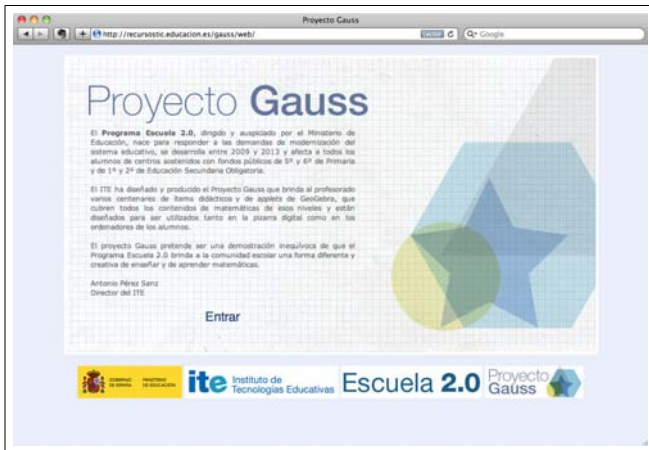 Proyecto Gauss
http://recursostic.educacion.es/gauss/web/
Google
Proyecto Gauss
El Programa Escuela 2.0, dirigido y auspiciado por el Ministerio de
Educación, nace para responder a las demandas de modernización del
sistema educativo, se desarrolla entre 2009 y 2013 y afecta a todos los
alumnos de centros sostenidos con fondos públicos de 5º y 6º de Primaria
y de 1º y 2º de Educación Secundaria Obligatoria.
El ITE ha diseñado y producido el Proyecto Gauss que brinda al profesorado
varios centenares de ítems didácticos y de applets de GeoGebra, que
cubren todos los contenidos de matemáticas de esos niveles y están
diseñados para ser utilizados tanto en la pizarra digital como en los
ordenadores de los alumnos.
El proyecto Gauss pretende ser una demostración inequívoca de que el
Programa Escuela 2.0 brinda a la comunidad escolar una forma diferente y
creativa de enseñar y de aprender matemáticas.
Antonio Pérez Sanz
Director del ITE
Entrar
GOBIERNO DE ESPAÑA
MINISTERIO DE EDUCACIÓN
ite Instituto de
Tecnologías Educativas
Escuela 2.0
Proyecto
Gauss